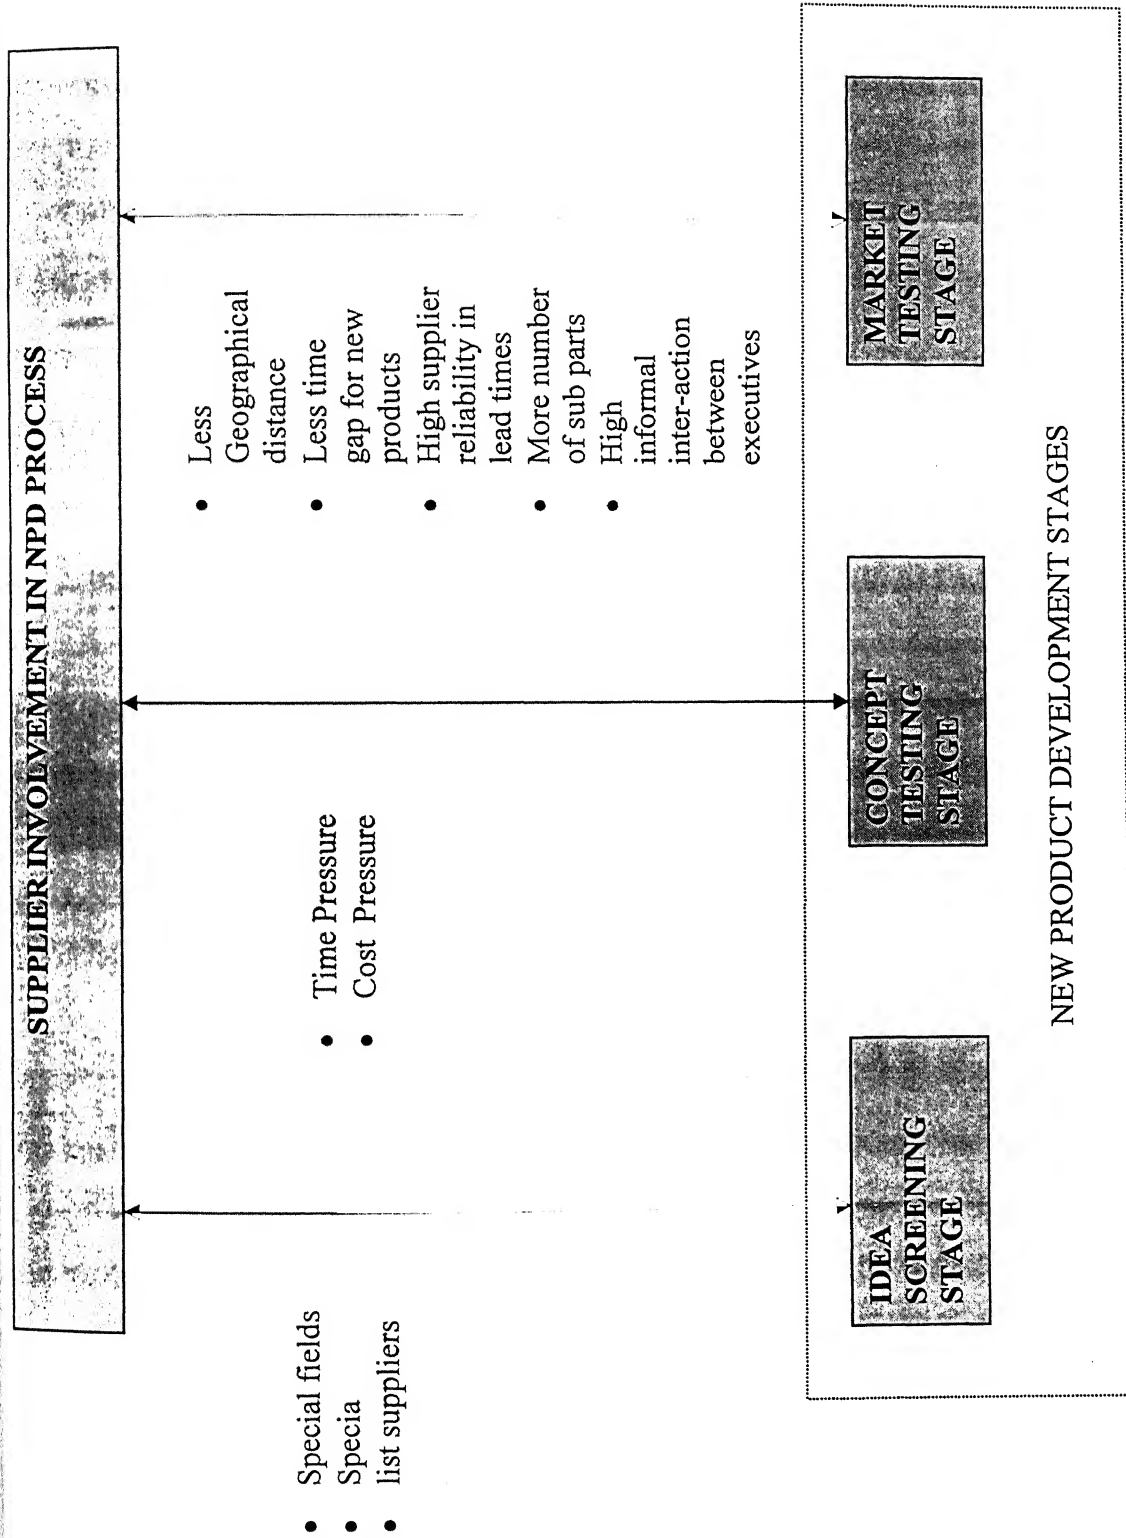 SUPPLIER INVOLVEMENT IN NPD PROCESS
• Special fields
• Specia
• list suppliers
• Time Pressure
• Cost Pressure
• Less
Geographical
distance
• Less time
gap for new
products
• High supplier
reliability in
lead times
• More number
of sub parts
• High
informal
inter-action
between
executives
IDEA
SCREENING
STAGE
CONCEPT
TESTING
STAGE
MARKET
TESTING
STAGE
NEW PRODUCT DEVELOPMENT STAGES